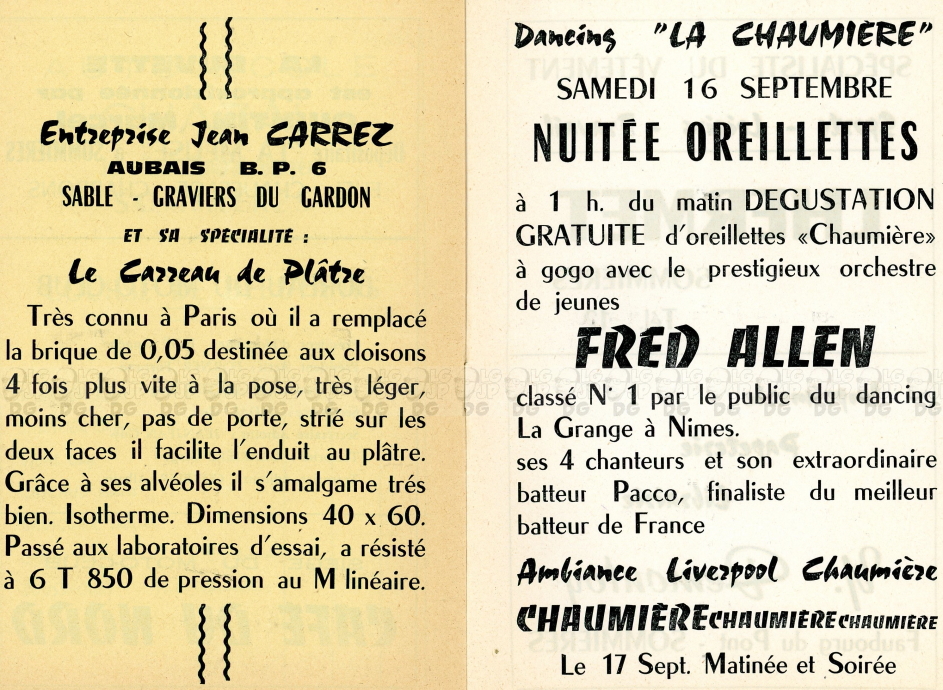 Entreprise Jean CARREZ
AUBAIS B. P. 6
SABLE - GRAVIERS DU GARDON
ET SA SPÉCIALITÉ :
Le Carreau de Plâtre
Très connu à Paris où il a remplacé
la brique de 0,05 destinée aux cloisons
4 fois plus vite à la pose, très léger,
moins cher, pas de porte, strié sur les
deux faces il facilite l'enduit au plâtre.
Grâce à ses alvéoles il s'amalgame trés
bien. Isotherme. Dimensions 40 x 60.
Passé aux laboratoires d'essai, a résisté
à 6 T 850 de pression au M linéaire.
Dancing "LA CHAUMIÈRE"
SAMEDI 16 SEPTEMBRE
NUITÉE OREILLETTES
à 1 h. du matin DEGUSTATION
GRATUITE d'oreillettes «Chaumière»
à gogo avec le prestigieux orchestre
de jeunes
FRED ALLEN
classé N° 1 par le public du dancing
La Grange à Nimes.
ses 4 chanteurs et son extraordinaire
batteur Pacco, finaliste du meilleur
batteur de France
Ambiance Liverpool Chaumière
CHAUMIÈRE CHAUMIÈRE CHAUMIÈRE
Le 17 Sept. Matinée et Soirée